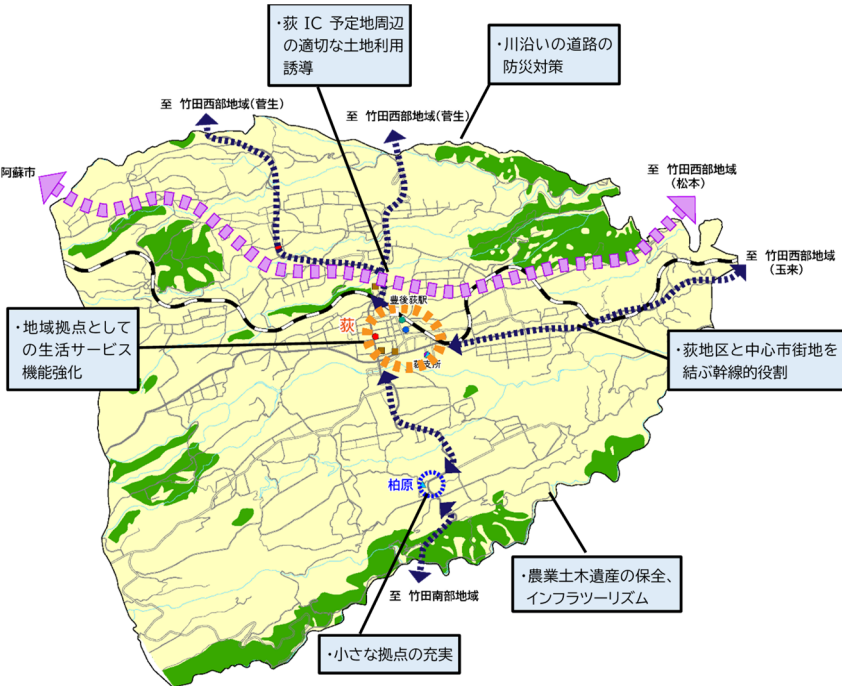 ・荻 IC 予定地周辺
の適切な土地利用
誘導
・川沿いの道路の
防災対策
至 竹田西部地域(菅生)
至 竹田西部地域(菅生)
阿蘇市
至 竹田西部地域
(松本)
至 竹田西部地域
(玉来)
豊後荻駅
荻
荻支所
・地域拠点として
の生活サービス
機能強化
・荻地区と中心市街地を
結ぶ幹線的役割
柏原
・農業土木遺産の保全、
インフラツーリズム
至 竹田南部地域
・小さな拠点の充実